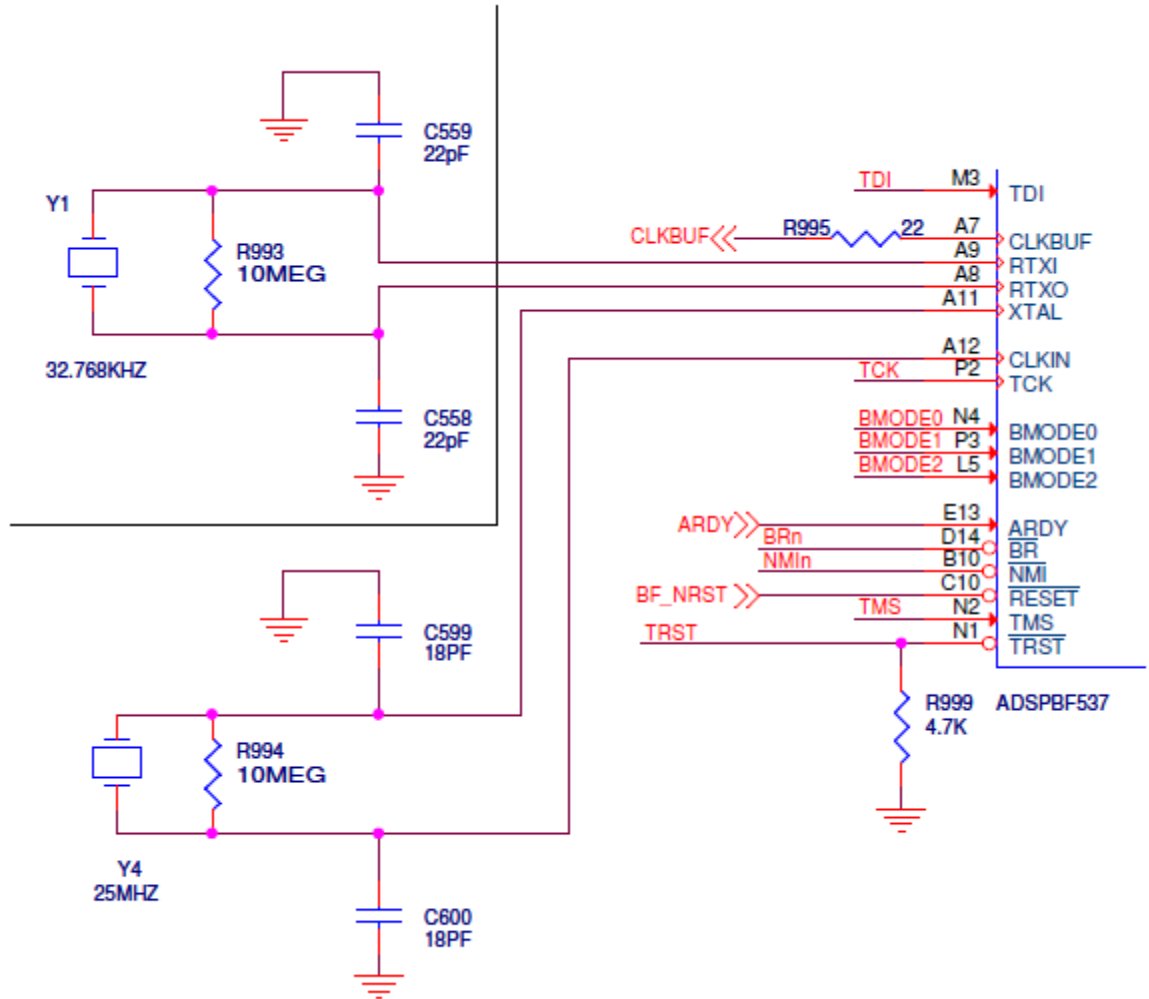 C559
22pF
Y1
R993
10MEG
32.768KHZ
C558
22pF
TDI M3 TDI
CLKBUF R995 22 A7 CLKBUF
A9 RTXI
A8 RTXO
A11 XTAL
A12 CLKIN
TCK P2 TCK
BMODE0 N4 BMODE0
BMODE1 P3 BMODE1
BMODE2 L5 BMODE2
ARDY E13 ARDY
BRn D14 BR
NMIn B10 NMI
BF_NRST C10 RESET
TMS N2 TMS
TRST N1 TRST
R999
4.7K
ADSPBF537
C599
18PF
R994
10MEG
Y4
25MHZ
C600
18PF